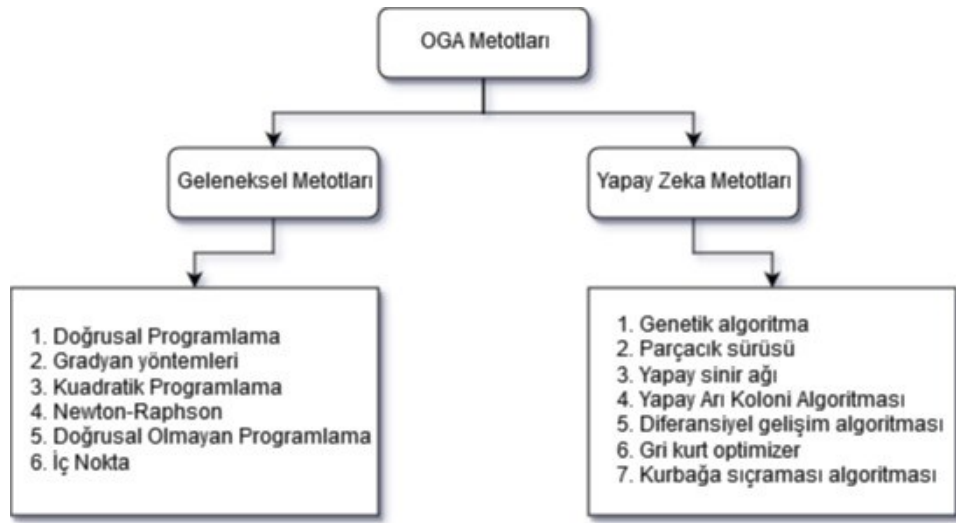 OGA Metotları
Geleneksel Metotları
Yapay Zeka Metotları
1. Doğrusal Programlama
2. Gradyan yöntemleri
3. Kuadratik Programlama
4. Newton-Raphson
5. Doğrusal Olmayan Programlama
6. İç Nokta
1. Genetik algoritma
2. Parçacık sürüsü
3. Yapay sinir ağı
4. Yapay Arı Koloni Algoritması
5. Diferansiyel gelişim algoritması
6. Gri kurt optimizer
7. Kurbağa sıçraması algoritması